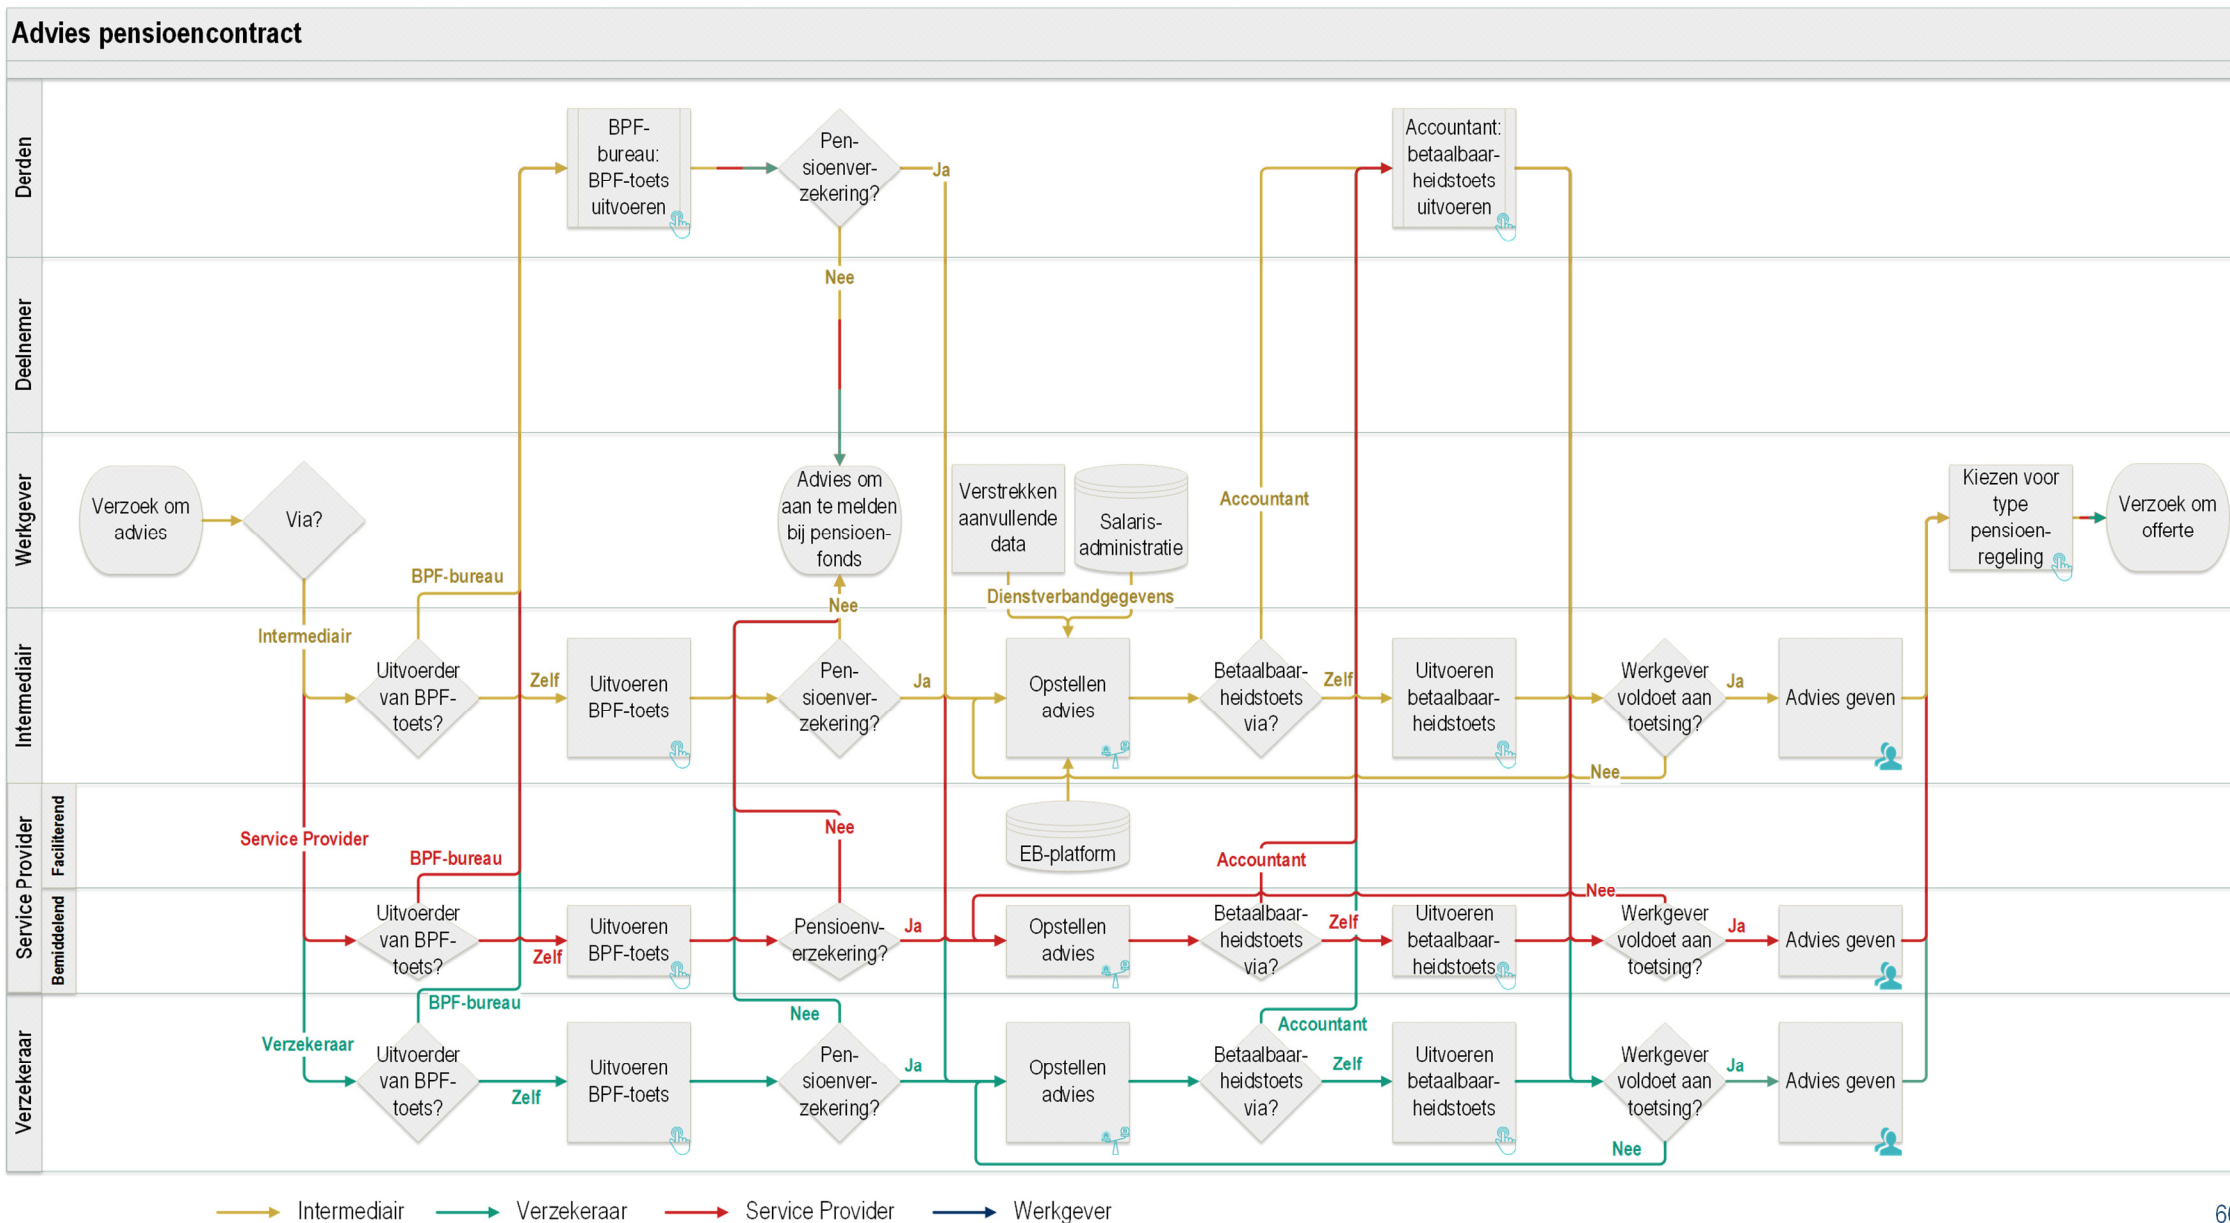 Advies pensioencontract
Derden
BPF-
bureau:
BPF-toets
uitvoeren
Pen-
sioenver-
zekering?
Ja
Nee
Accountant:
betaalbaar-
heidstoets
uitvoeren
Deelnemer
Werkgever
Verzoek om
advies
Via?
BPF-bureau
Advies om
aan te melden
bij pensioen-
fonds
Nee
Verstrekken
aanvullende
data
Salaris-
administratie
Dienstverbandgegevens
Accountant
Kiezen voor
type
pensioen-
regeling
Verzoek om
offerte
Intermediair
Intermediair
Uitvoerder
van BPF-
toets?
Zelf
Uitvoeren
BPF-toets
Pen-
sioenver-
zekering?
Ja
Opstellen
advies
Betaalbaar-
heidstoets
via?
Zelf
Uitvoeren
betaalbaar-
heidstoets
Werkgever
voldoet aan
toetsing?
Ja
Nee
Advies geven
Service Provider
Faciliterend
Service Provider
BPF-bureau
Nee
EB-platform
Accountant
Bemiddelend
Uitvoerder
van BPF-
toets?
Zelf
Uitvoeren
BPF-toets
Pensioenv-
erzekering?
Ja
Opstellen
advies
Betaalbaar-
heidstoets
via?
Zelf
Uitvoeren
betaalbaar-
heidstoets
Nee
Werkgever
voldoet aan
toetsing?
Ja
Advies geven
Verzekeraar
Verzekeraar
BPF-bureau
Uitvoerder
van BPF-
toets?
Zelf
Uitvoeren
BPF-toets
Nee
Pen-
sioenver-
zekering?
Ja
Opstellen
advies
Accountant
Betaalbaar-
heidstoets
via?
Zelf
Uitvoeren
betaalbaar-
heidstoets
Werkgever
voldoet aan
toetsing?
Ja
Nee
Advies geven
Intermediair
Verzekeraar
Service Provider
Werkgever